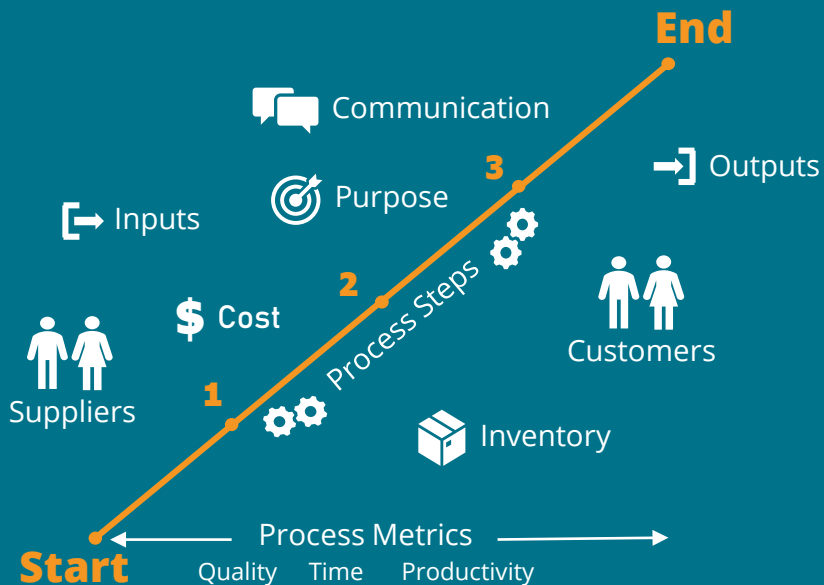 End
Communication
3
Outputs
Purpose
Inputs
2
Process Steps
$ Cost
Customers
1
Suppliers
Inventory
Process Metrics
Start
Quality Time Productivity